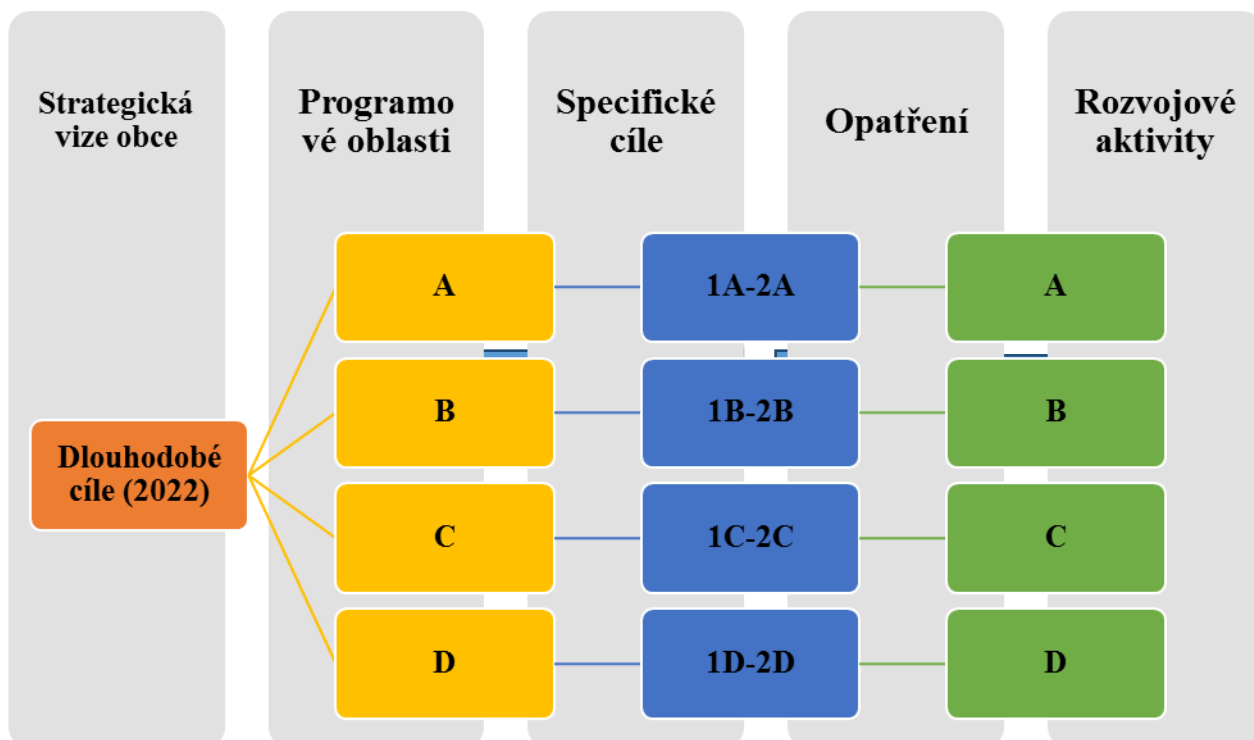 Strategická
vize obce
Programo
vé oblasti
Specifické
cíle
Opatření
Rozvojové
aktivity
A
1A-2A
A
B
1B-2B
B
Dlouhodobé
cíle (2022)
C
1C-2C
C
D
1D-2D
D